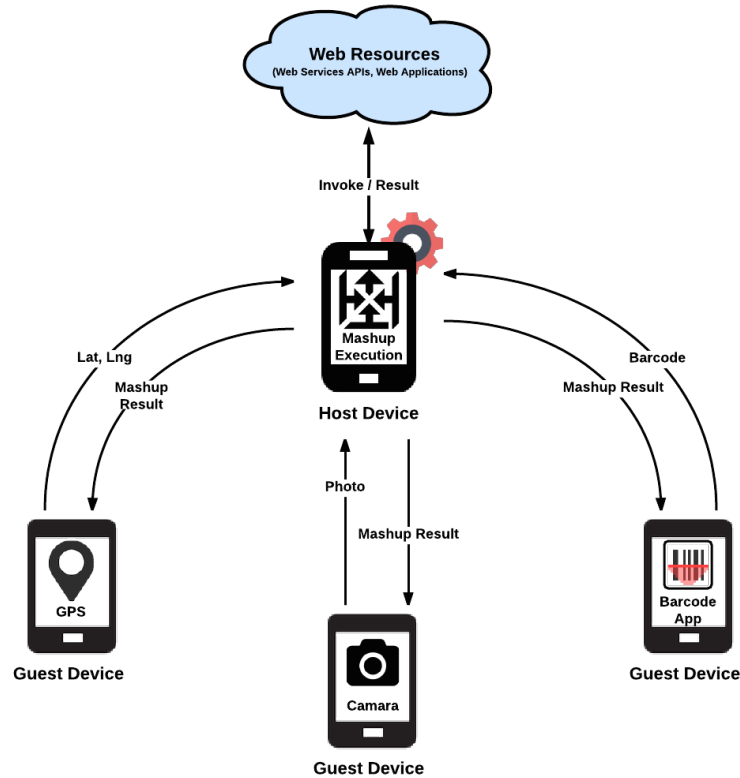 Web Resources
(Web Services APIs, Web Applications)
Invoke / Result
Mashup
Execution
Host Device
Lat, Lng
Mashup
Result
Barcode
Mashup Result
Photo
Mashup Result
GPS
Guest Device
Camara
Guest Device
Barcode
App
Guest Device